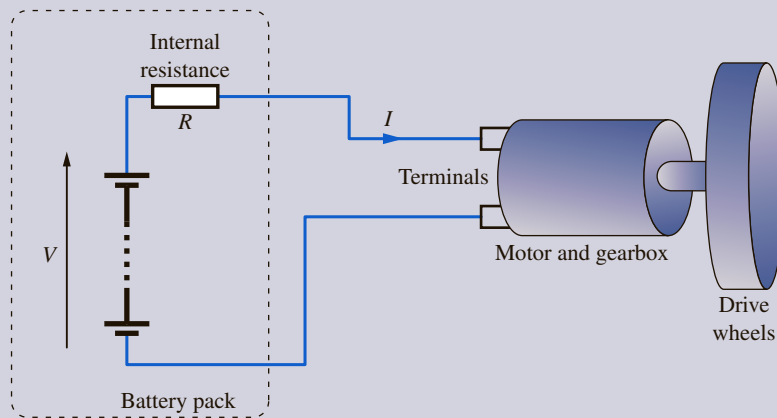 Internal
resistance
R
I
Terminals
V
Motor and gearbox
Drive
wheels
Battery pack